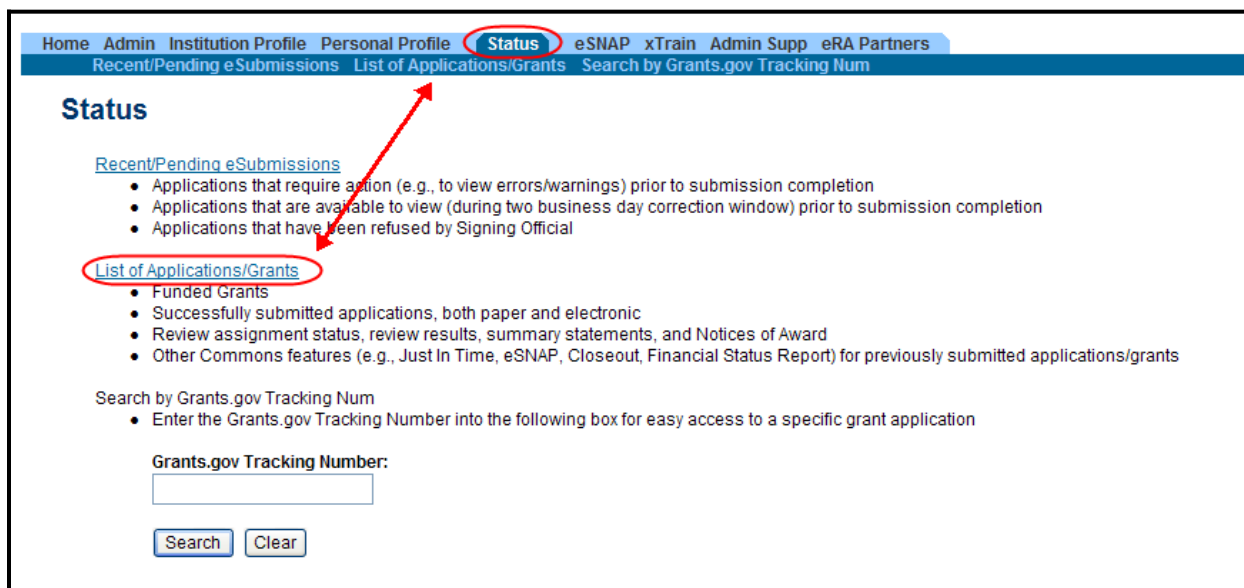 Home Admin Institution Profile Personal Profile Status eSNAP xTrain Admin Supp eRA Partners
Recent/Pending eSubmissions List of Applications/Grants Search by Grants.gov Tracking Num
Status
Recent/Pending eSubmissions
• Applications that require action (e.g., to view errors/warnings) prior to submission completion
• Applications that are available to view (during two business day correction window) prior to submission completion
• Applications that have been refused by Signing Official
List of Applications/Grants
• Funded Grants
• Successfully submitted applications, both paper and electronic
• Review assignment status, review results, summary statements, and Notices of Award
• Other Commons features (e.g., Just In Time, eSNAP, Closeout, Financial Status Report) for previously submitted applications/grants
Search by Grants.gov Tracking Num
• Enter the Grants.gov Tracking Number into the following box for easy access to a specific grant application
Grants.gov Tracking Number:
Search Clear